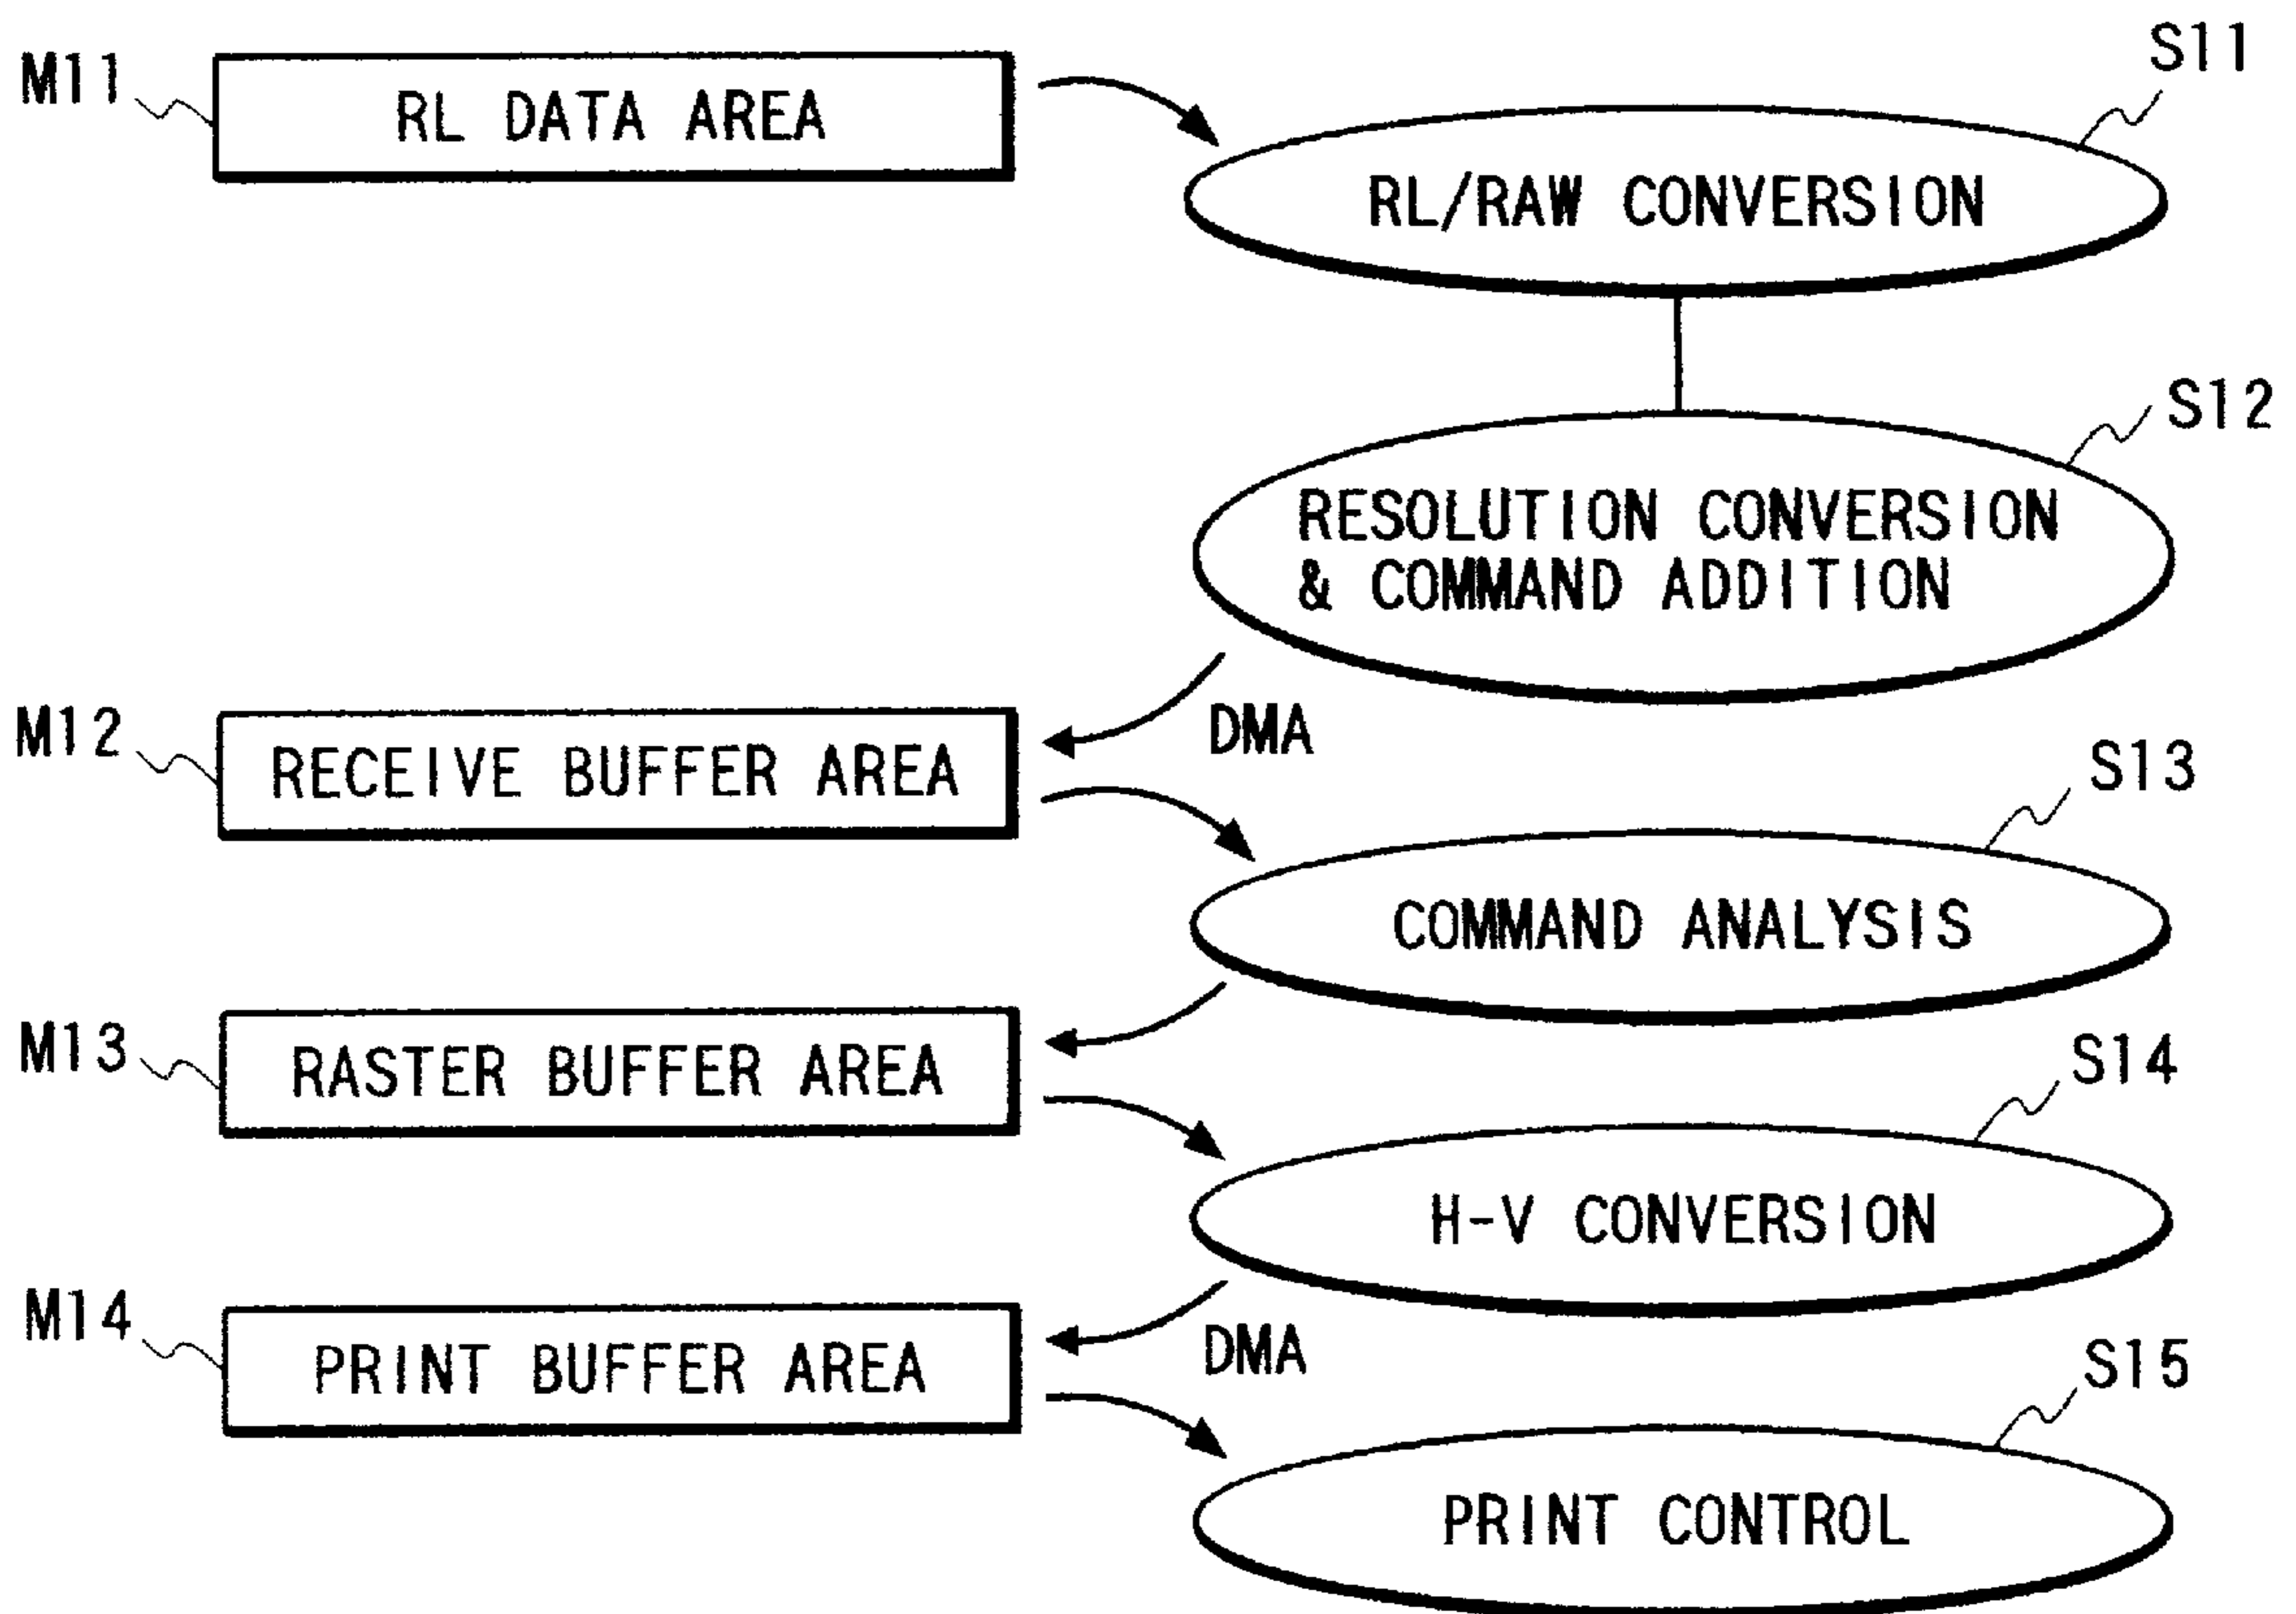 M11
RL DATA AREA
S11
RL/RAW CONVERSION
S12
RESOLUTION CONVERSION
& COMMAND ADDITION
DMA
M12
RECEIVE BUFFER AREA
S13
COMMAND ANALYSIS
M13
RASTER BUFFER AREA
S14
H-V CONVERSION
DMA
M14
PRINT BUFFER AREA
S15
PRINT CONTROL